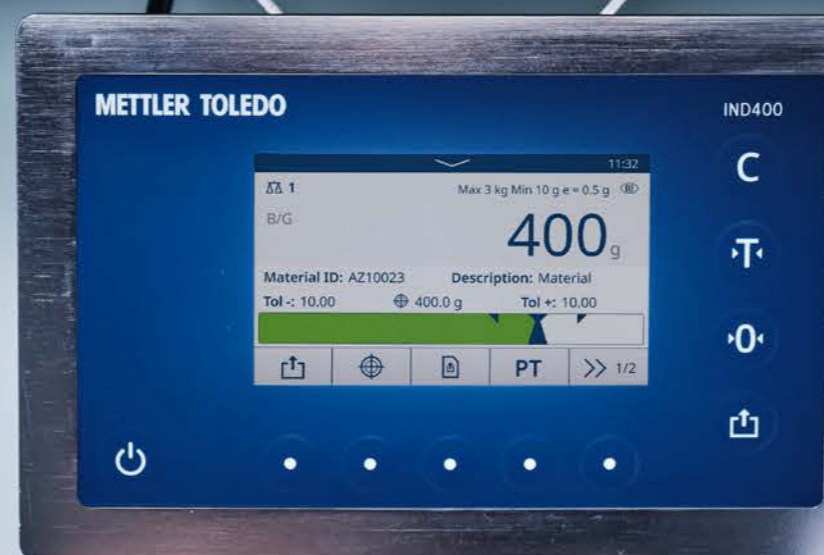 METTLER TOLEDO
IND400
11:32
1
Max 3 kg Min 10 g e = 0.5 g
B/G
400 g
Material ID: AZ10023 Description: Material
Tol -: 10.00 400.0 g Tol +: 10.00
PT
1/2
C
T
0